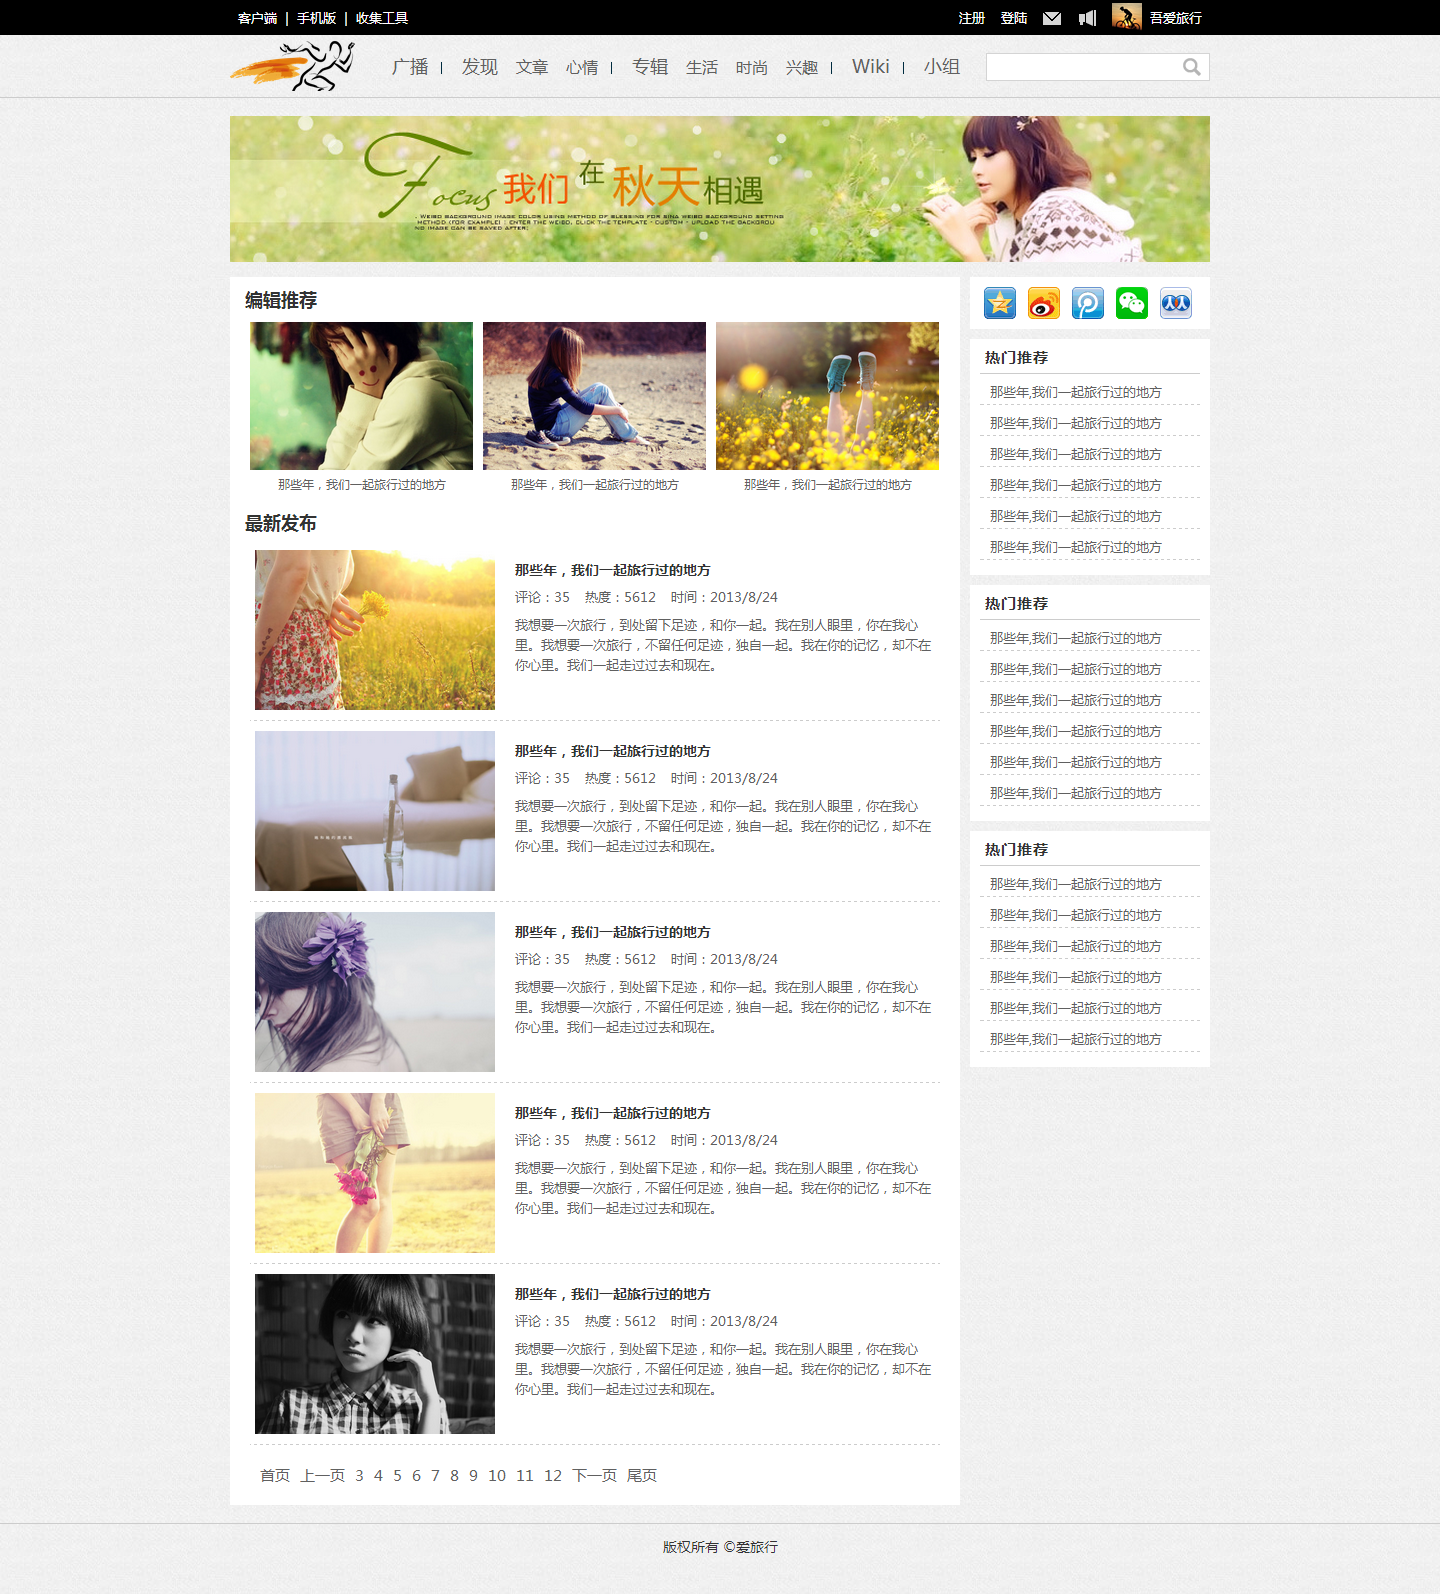 客户端 | 手机版 | 收集工具
注册 登陆 吾爱旅行
广播 | 发现 文章 心情 | 专辑 生活 时尚 兴趣 | Wiki | 小组
Focus 我们 在 秋天 相遇
. WEIBO BACKGROUND IMAGE COLOR USING METHOD OF BLESSING FOR SINA WEIBO BACKGROUND SETTING
METHOD (FOR EXAMPLE) : ENTER THE WEIBO, CLICK THE TEMPLATE - CUSTOM - UPLOAD THE BACKGROU
ND IMAGE CAN BE SAVED AFTER;
编辑推荐
那些年，我们一起旅行过的地方
那些年，我们一起旅行过的地方
那些年，我们一起旅行过的地方
最新发布
那些年，我们一起旅行过的地方
评论：35 热度：5612 时间：2013/8/24
我想要一次旅行，到处留下足迹，和你一起。我在别人眼里，你在我心
里。我想要一次旅行，不留任何足迹，独自一起。我在你的记忆，却不在
你心里。我们一起走过过去和现在。
那些年，我们一起旅行过的地方
评论：35 热度：5612 时间：2013/8/24
我想要一次旅行，到处留下足迹，和你一起。我在别人眼里，你在我心
里。我想要一次旅行，不留任何足迹，独自一起。我在你的记忆，却不在
你心里。我们一起走过过去和现在。
那些年，我们一起旅行过的地方
评论：35 热度：5612 时间：2013/8/24
我想要一次旅行，到处留下足迹，和你一起。我在别人眼里，你在我心
里。我想要一次旅行，不留任何足迹，独自一起。我在你的记忆，却不在
你心里。我们一起走过过去和现在。
那些年，我们一起旅行过的地方
评论：35 热度：5612 时间：2013/8/24
我想要一次旅行，到处留下足迹，和你一起。我在别人眼里，你在我心
里。我想要一次旅行，不留任何足迹，独自一起。我在你的记忆，却不在
你心里。我们一起走过过去和现在。
那些年，我们一起旅行过的地方
评论：35 热度：5612 时间：2013/8/24
我想要一次旅行，到处留下足迹，和你一起。我在别人眼里，你在我心
里。我想要一次旅行，不留任何足迹，独自一起。我在你的记忆，却不在
你心里。我们一起走过过去和现在。
首页 上一页 3 4 5 6 7 8 9 10 11 12 下一页 尾页
热门推荐
那些年,我们一起旅行过的地方
那些年,我们一起旅行过的地方
那些年,我们一起旅行过的地方
那些年,我们一起旅行过的地方
那些年,我们一起旅行过的地方
那些年,我们一起旅行过的地方
热门推荐
那些年,我们一起旅行过的地方
那些年,我们一起旅行过的地方
那些年,我们一起旅行过的地方
那些年,我们一起旅行过的地方
那些年,我们一起旅行过的地方
那些年,我们一起旅行过的地方
热门推荐
那些年,我们一起旅行过的地方
那些年,我们一起旅行过的地方
那些年,我们一起旅行过的地方
那些年,我们一起旅行过的地方
那些年,我们一起旅行过的地方
那些年,我们一起旅行过的地方
版权所有 ©爱旅行